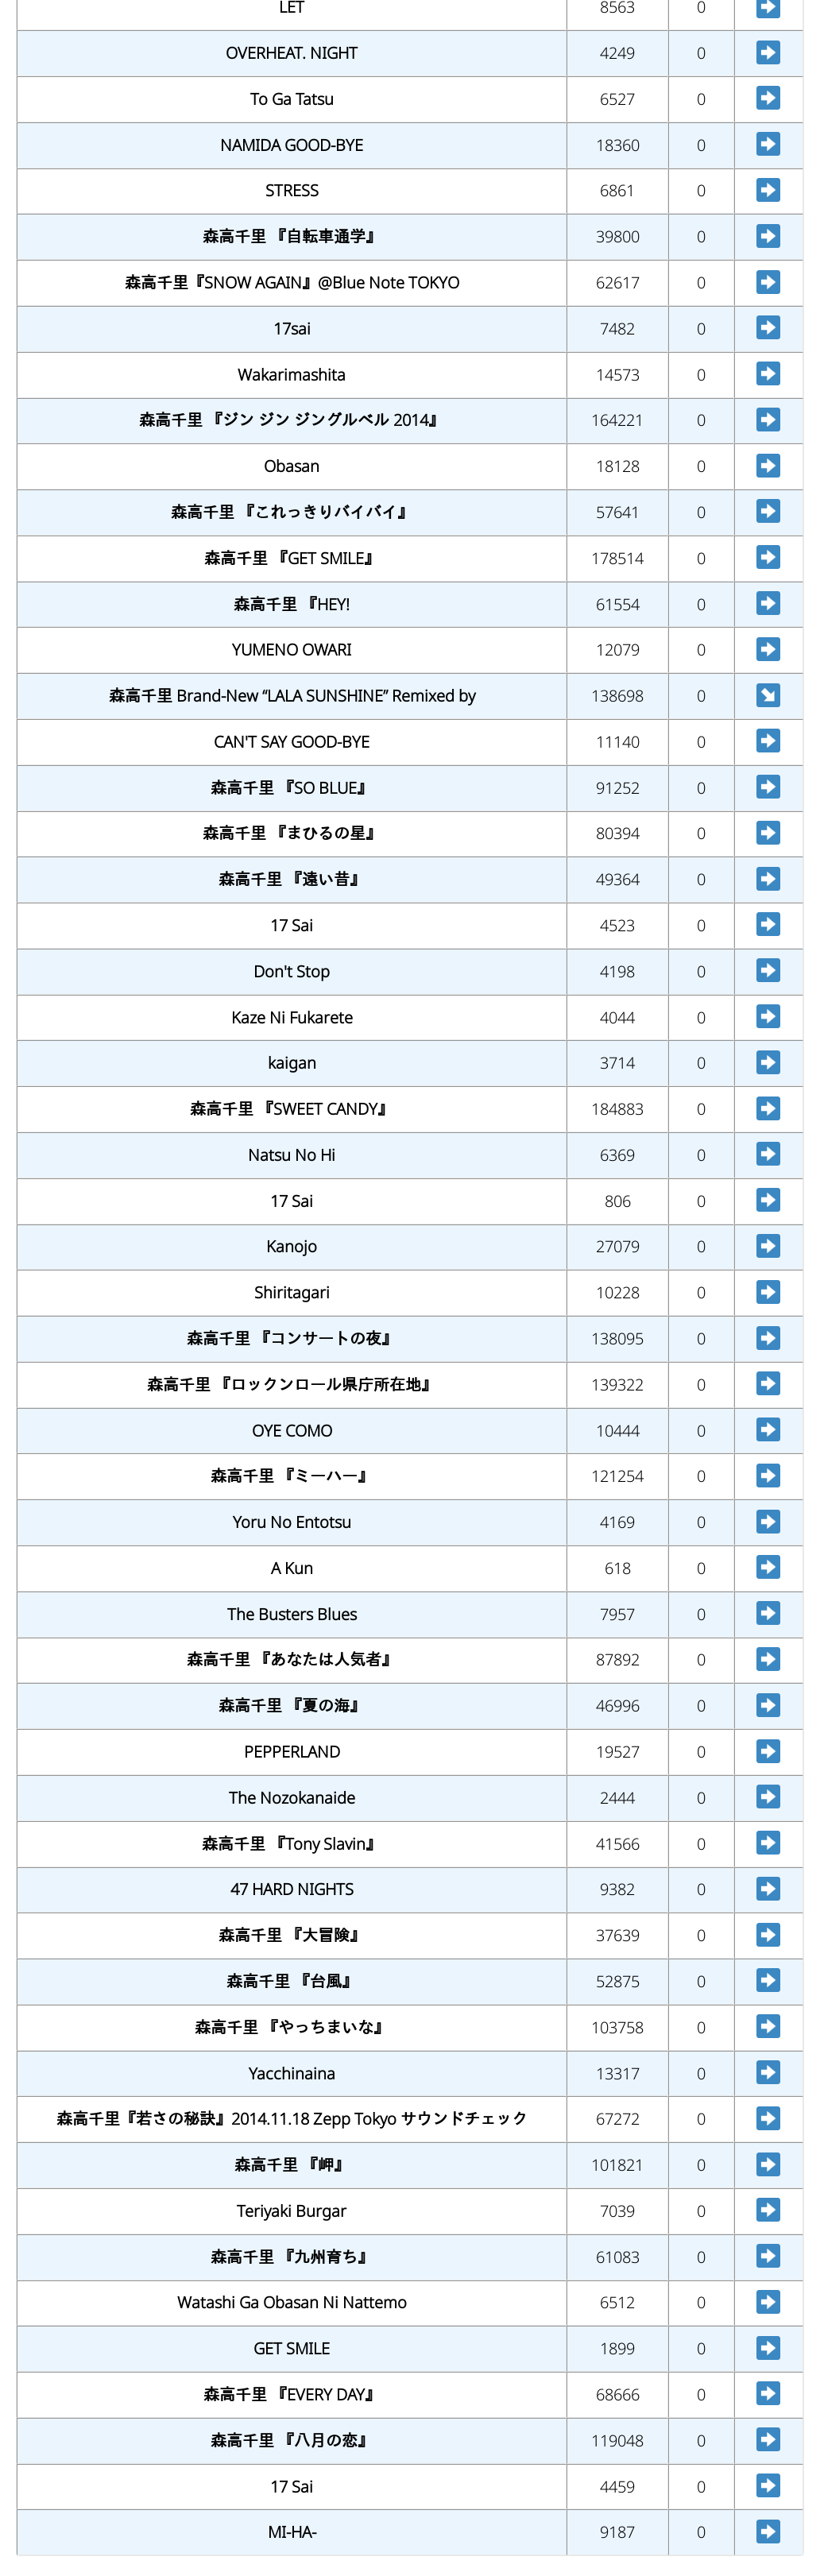 LET 8563 0
OVERHEAT. NIGHT 4249 0
To Ga Tatsu 6527 0
NAMIDA GOOD-BYE 18360 0
STRESS 6861 0
森高千里 『自転車通学』 39800 0
森高千里『SNOW AGAIN』@Blue Note TOKYO 62617 0
17sai 7482 0
Wakarimashita 14573 0
森高千里 『ジン ジン ジングルベル 2014』 164221 0
Obasan 18128 0
森高千里 『これっきりバイバイ』 57641 0
森高千里 『GET SMILE』 178514 0
森高千里 『HEY! 61554 0
YUMENO OWARI 12079 0
森高千里 Brand-New “LALA SUNSHINE” Remixed by 138698 0
CAN'T SAY GOOD-BYE 11140 0
森高千里 『SO BLUE』 91252 0
森高千里 『まひるの星』 80394 0
森高千里 『遠い昔』 49364 0
17 Sai 4523 0
Don't Stop 4198 0
Kaze Ni Fukarete 4044 0
kaigan 3714 0
森高千里 『SWEET CANDY』 184883 0
Natsu No Hi 6369 0
17 Sai 806 0
Kanojo 27079 0
Shiritagari 10228 0
森高千里 『コンサートの夜』 138095 0
森高千里 『ロックンロール県庁所在地』 139322 0
OYE COMO 10444 0
森高千里 『ミーハー』 121254 0
Yoru No Entotsu 4169 0
A Kun 618 0
The Busters Blues 7957 0
森高千里 『あなたは人気者』 87892 0
森高千里 『夏の海』 46996 0
PEPPERLAND 19527 0
The Nozokanaide 2444 0
森高千里 『Tony Slavin』 41566 0
47 HARD NIGHTS 9382 0
森高千里 『大冒険』 37639 0
森高千里 『台風』 52875 0
森高千里 『やっちまいな』 103758 0
Yacchinaina 13317 0
森高千里『若さの秘訣』2014.11.18 Zepp Tokyo サウンドチェック 67272 0
森高千里 『岬』 101821 0
Teriyaki Burgar 7039 0
森高千里 『九州育ち』 61083 0
Watashi Ga Obasan Ni Nattemo 6512 0
GET SMILE 1899 0
森高千里 『EVERY DAY』 68666 0
森高千里 『八月の恋』 119048 0
17 Sai 4459 0
MI-HA- 9187 0